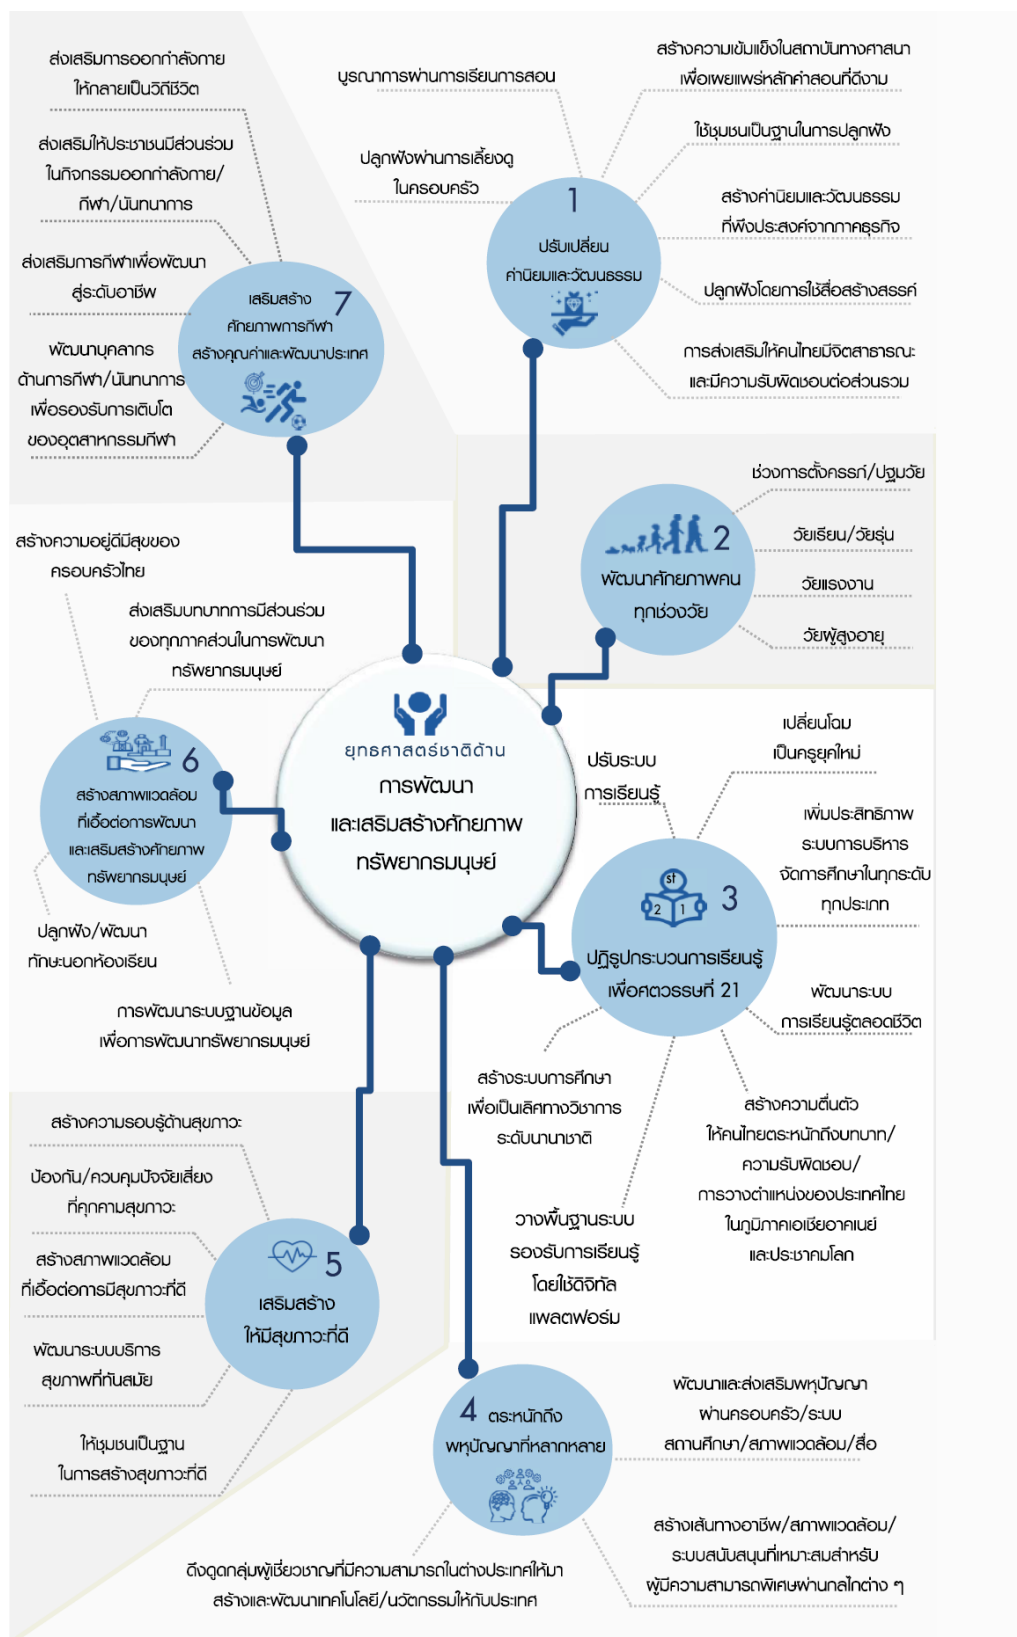 ยุทธศาสตร์ชาติด้าน
การพัฒนา
และเสริมสร้างศักยภาพ
ทรัพยากรมนุษย์
1
ปรับเปลี่ยน
ค่านิยมและวัฒนธรรม
บูรณาการผ่านการเรียนการสอน
ปลูกฝังผ่านการเลี้ยงดู
ในครอบครัว
สร้างความเข้มแข็งในสถาบันทางศาสนา
เพื่อเผยแพร่หลักคำสอนที่ดีงาม
ใช้ชุมชนเป็นฐานในการปลูกฝัง
สร้างค่านิยมและวัฒนธรรม
ที่พึงประสงค์จากภาคธุรกิจ
ปลูกฝังโดยการใช้สื่อสร้างสรรค์
การส่งเสริมให้คนไทยมีจิตสาธารณะ
และมีความรับผิดชอบต่อส่วนรวม
2
พัฒนาศักยภาพคน
ทุกช่วงวัย
ช่วงการตั้งครรภ์/ปฐมวัย
วัยเรียน/วัยรุ่น
วัยแรงงาน
วัยผู้สูงอายุ
st
2 1
3
ปฏิรูปกระบวนการเรียนรู้
เพื่อศตวรรษที่ 21
ปรับระบบ
การเรียนรู้
เปลี่ยนโฉม
เป็นครูยุคใหม่
เพิ่มประสิทธิภาพ
ระบบการบริหาร
จัดการศึกษาในทุกระดับ
ทุกประเภท
พัฒนาระบบ
การเรียนรู้ตลอดชีวิต
สร้างความตื่นตัว
ให้คนไทยตระหนักถึงบทบาท/
ความรับผิดชอบ/
การวางตำแหน่งของประเทศไทย
ในภูมิภาคเอเชียอาคเนย์
และประชาคมโลก
วางพื้นฐานระบบ
รองรับการเรียนรู้
โดยใช้ดิจิทัล
แพลตฟอร์ม
สร้างระบบการศึกษา
เพื่อเป็นเลิศทางวิชาการ
ระดับนานาชาติ
4 ตระหนักถึง
พหุปัญญาที่หลากหลาย
พัฒนาและส่งเสริมพหุปัญญา
ผ่านครอบครัว/ระบบ
สถานศึกษา/สภาพแวดล้อม/สื่อ
สร้างเส้นทางอาชีพ/สภาพแวดล้อม/
ระบบสนับสนุนที่เหมาะสมสำหรับ
ผู้มีความสามารถพิเศษผ่านกลไกต่าง ๆ
ดึงดูดกลุ่มผู้เชี่ยวชาญที่มีความสามารถในต่างประเทศให้มา
สร้างและพัฒนาเทคโนโลยี/นวัตกรรมให้กับประเทศ
5
เสริมสร้าง
ให้มีสุขภาวะที่ดี
สร้างความรอบรู้ด้านสุขภาวะ
ป้องกัน/ควบคุมปัจจัยเสี่ยง
ที่คุกคามสุขภาวะ
สร้างสภาพแวดล้อม
ที่เอื้อต่อการมีสุขภาวะที่ดี
พัฒนาระบบบริการ
สุขภาพที่ทันสมัย
ให้ชุมชนเป็นฐาน
ในการสร้างสุขภาวะที่ดี
6
สร้างสภาพแวดล้อม
ที่เอื้อต่อการพัฒนา
และเสริมสร้างศักยภาพ
ทรัพยากรมนุษย์
สร้างความอยู่ดีมีสุขของ
ครอบครัวไทย
ส่งเสริมบทบาทการมีส่วนร่วม
ของทุกภาคส่วนในการพัฒนา
ทรัพยากรมนุษย์
ปลูกฝัง/พัฒนา
ทักษะนอกห้องเรียน
การพัฒนาระบบฐานข้อมูล
เพื่อการพัฒนาทรัพยากรมนุษย์
7
เสริมสร้าง
ศักยภาพการกีฬา
สร้างคุณค่าและพัฒนาประเทศ
ส่งเสริมการออกกำลังกาย
ให้กลายเป็นวิถีชีวิต
ส่งเสริมให้ประชาชนมีส่วนร่วม
ในกิจกรรมออกกำลังกาย/
กีฬา/นันทนาการ
ส่งเสริมการกีฬาเพื่อพัฒนา
สู่ระดับอาชีพ
พัฒนาบุคลากร
ด้านการกีฬา/นันทนาการ
เพื่อรองรับการเติบโต
ของอุตสาหกรรมกีฬา